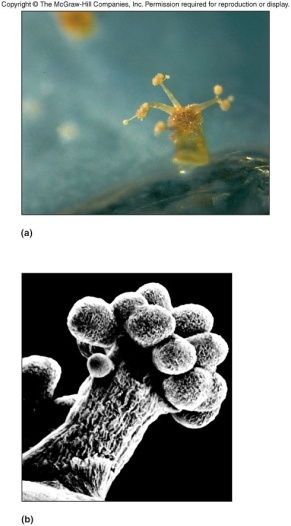 Copyright © The McGraw-Hill Companies, Inc. Permission required for reproduction or display.
(a)
(b)